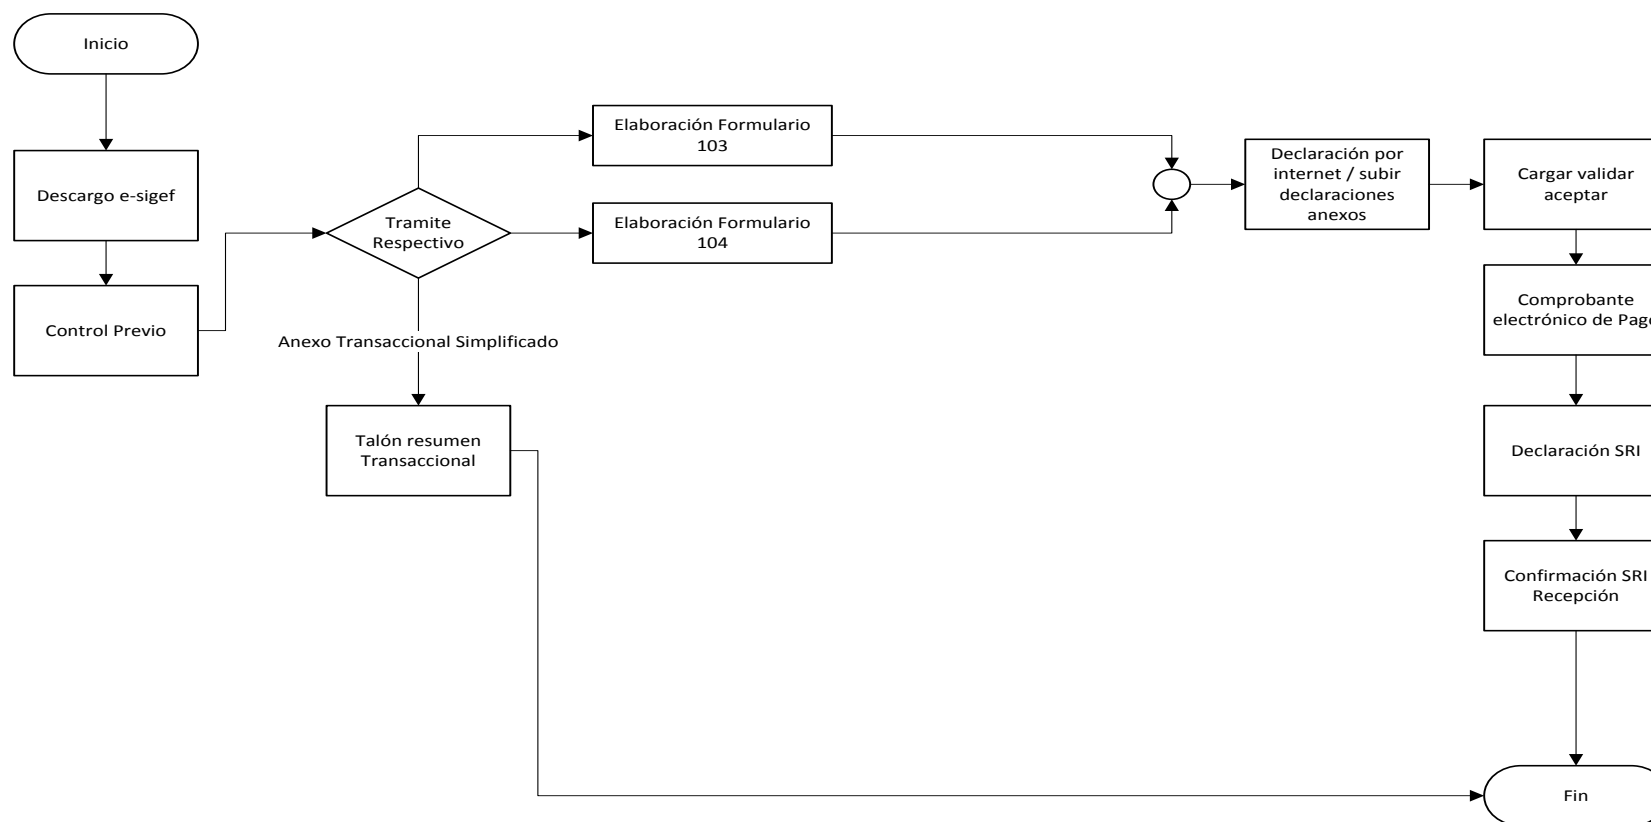 Inicio
Descargo e-sigef
Control Previo
Tramite
Respectivo
Anexo Transaccional Simplificado
Talón resumen
Transaccional
Elaboración Formulario
103
Elaboración Formulario
104
Declaración por
internet / subir
declaraciones
anexos
Cargar validar
aceptar
Comprobante
electrónico de Pago
Declaración SRI
Confirmación SRI
Recepción
Fin